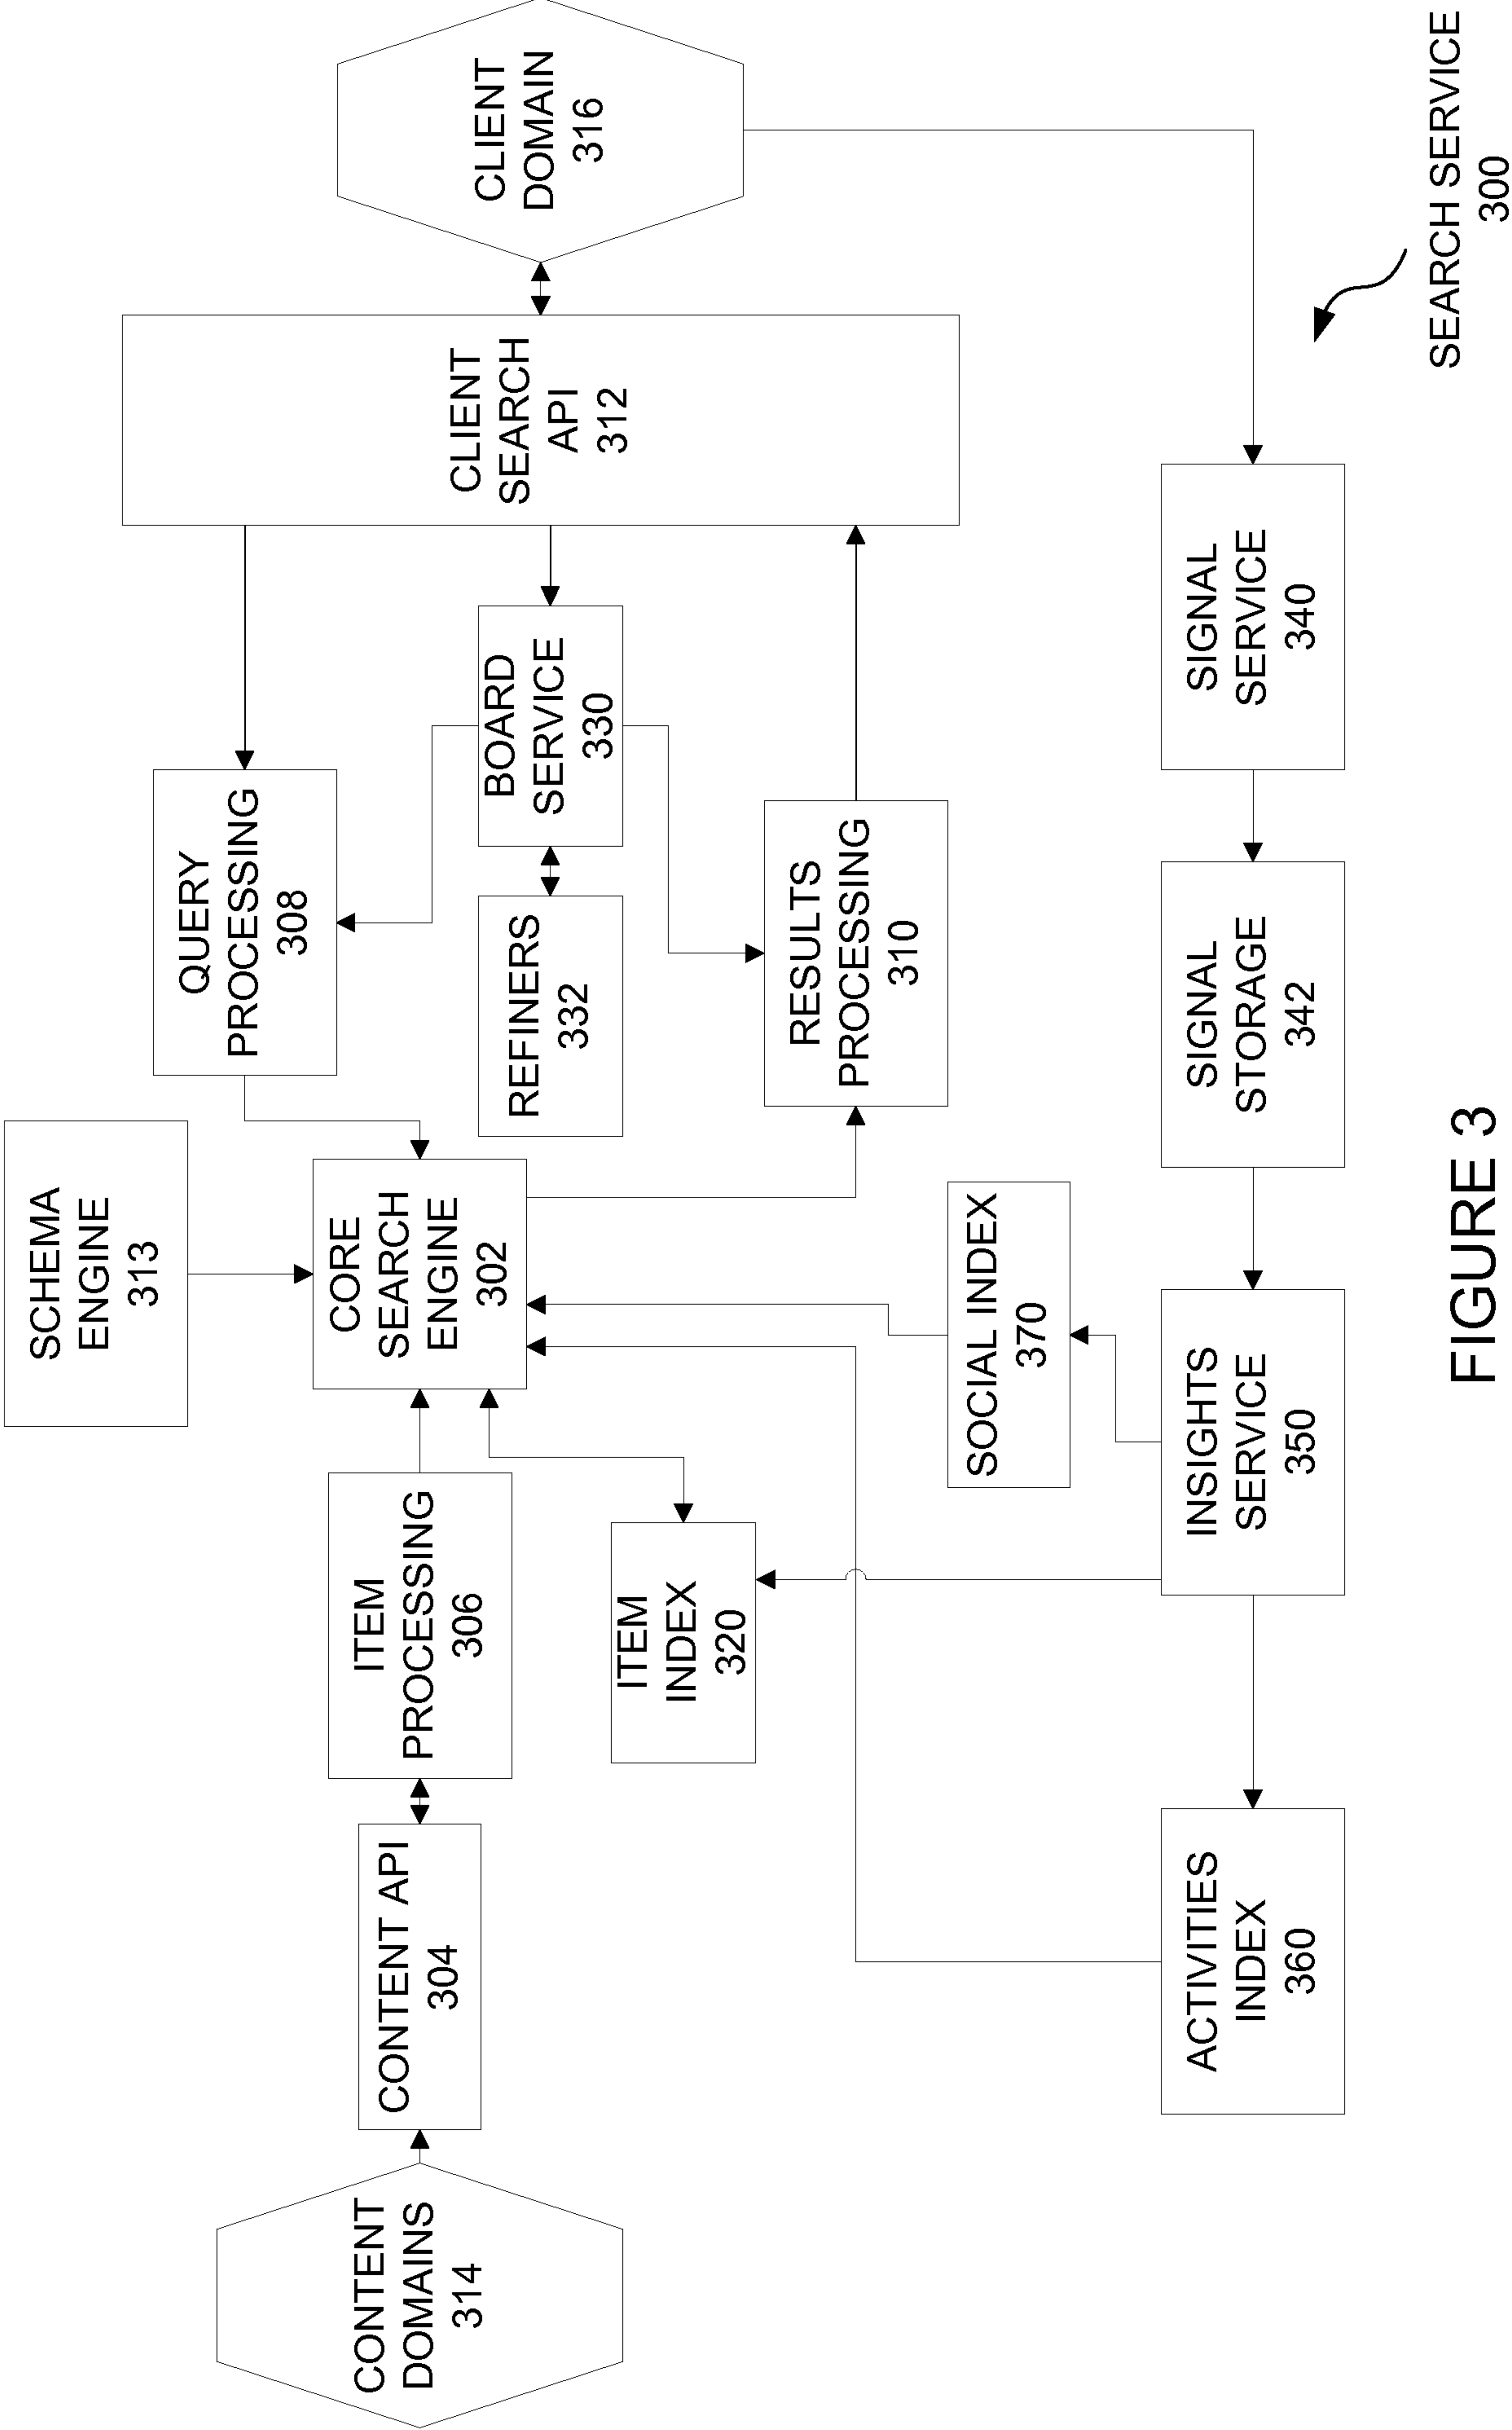 SCHEMA
ENGINE
313
CONTENT
DOMAINS
314
CONTENT API
304
ITEM
PROCESSING
306
CORE
SEARCH
ENGINE
302
QUERY
PROCESSING
308
CLIENT
SEARCH
API
312
CLIENT
DOMAIN
316
BOARD
SERVICE
330
REFINERS
332
ITEM
INDEX
320
RESULTS
PROCESSING
310
SOCIAL INDEX
370
ACTIVITIES
INDEX
360
INSIGHTS
SERVICE
350
SIGNAL
STORAGE
342
SIGNAL
SERVICE
340
SEARCH SERVICE
300
FIGURE 3